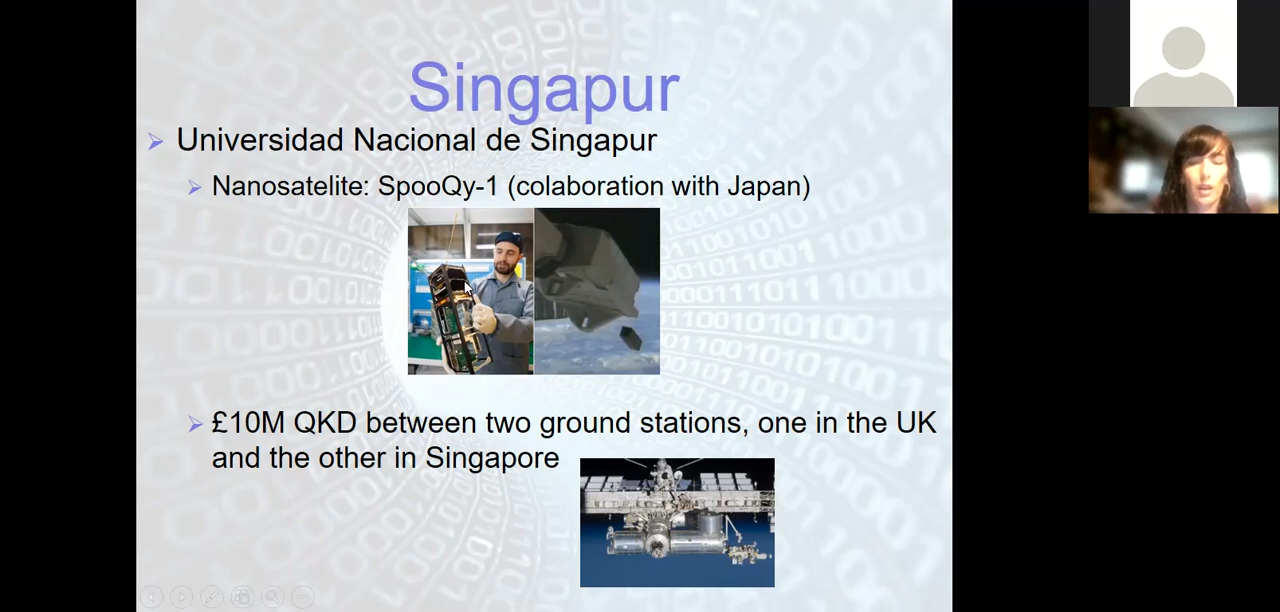 Singapur
Universidad Nacional de Singapur
Nanosatelite: SpooQy-1 (colaboration with Japan)
£10M QKD between two ground stations, one in the UK
and the other in Singapore